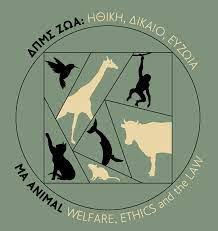 ΔΠΜΣ ΖΩΑ: ΗΘΙΚΗ, ΔΙΚΑΙΟ, ΕΥΖΩΙΑ
MA ANIMAL WELFARE, ETHICS and the LAW